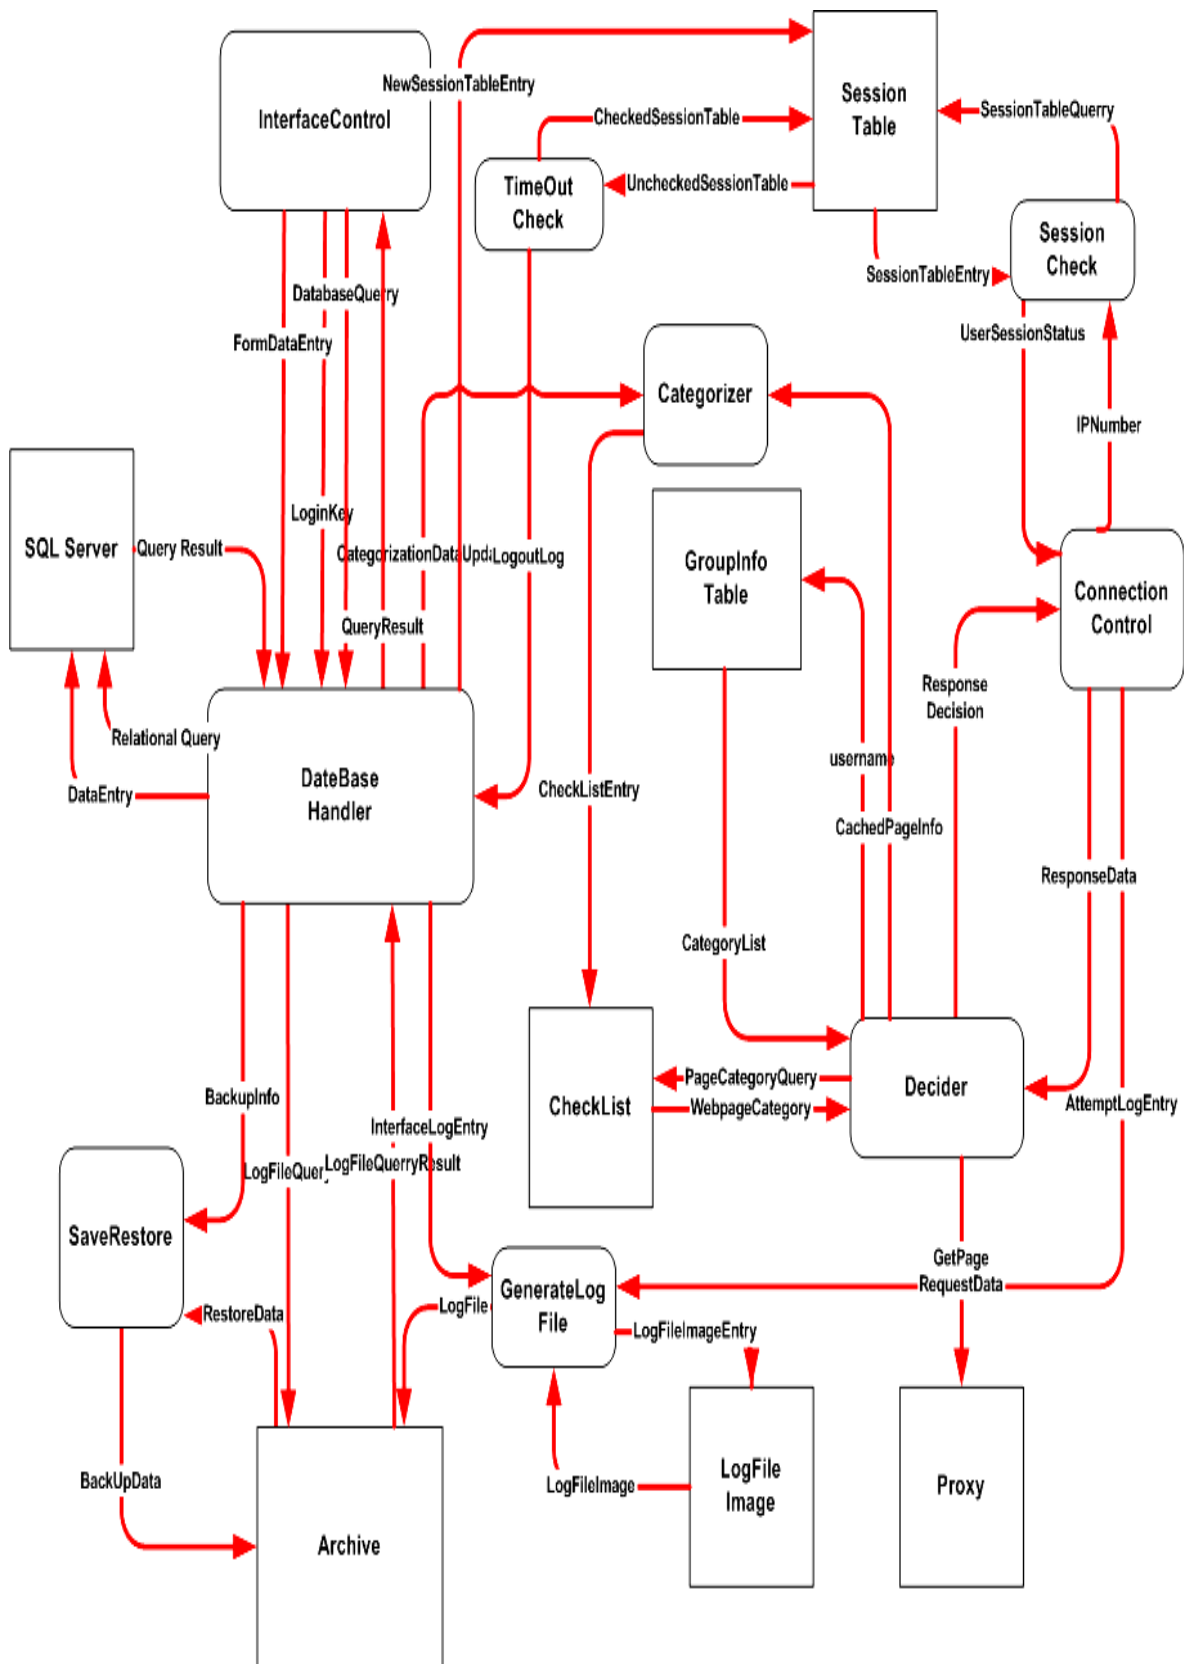 InterfaceControl
NewSessionTableEntry
Session
Table
CheckedSessionTable
SessionTableQuerry
TimeOut
Check
UncheckedSessionTable
Session
Check
SessionTableEntry
DatabaseQuerry
FormDataEntry
UserSessionStatus
Categorizer
IPNumber
LoginKey
SQL Server
Query Result
CategorizationDataUpda
LogoutLog
GroupInfo
Table
Connection
Control
QueryResult
Response
Decision
Relational Query
DateBase
Handler
username
DataEntry
CheckListEntry
CachedPageInfo
ResponseData
CategoryList
PageCategoryQuery
Decider
BackupInfo
CheckList
WebpageCategory
AttemptLogEntry
InterfaceLogEntry
LogFileQuer
LogFileQuerryResult
SaveRestore
GetPage
RequestData
GenerateLog
File
RestoreData
LogFile
LogFileImageEntry
BackUpData
LogFileImage
LogFile
Image
Proxy
Archive